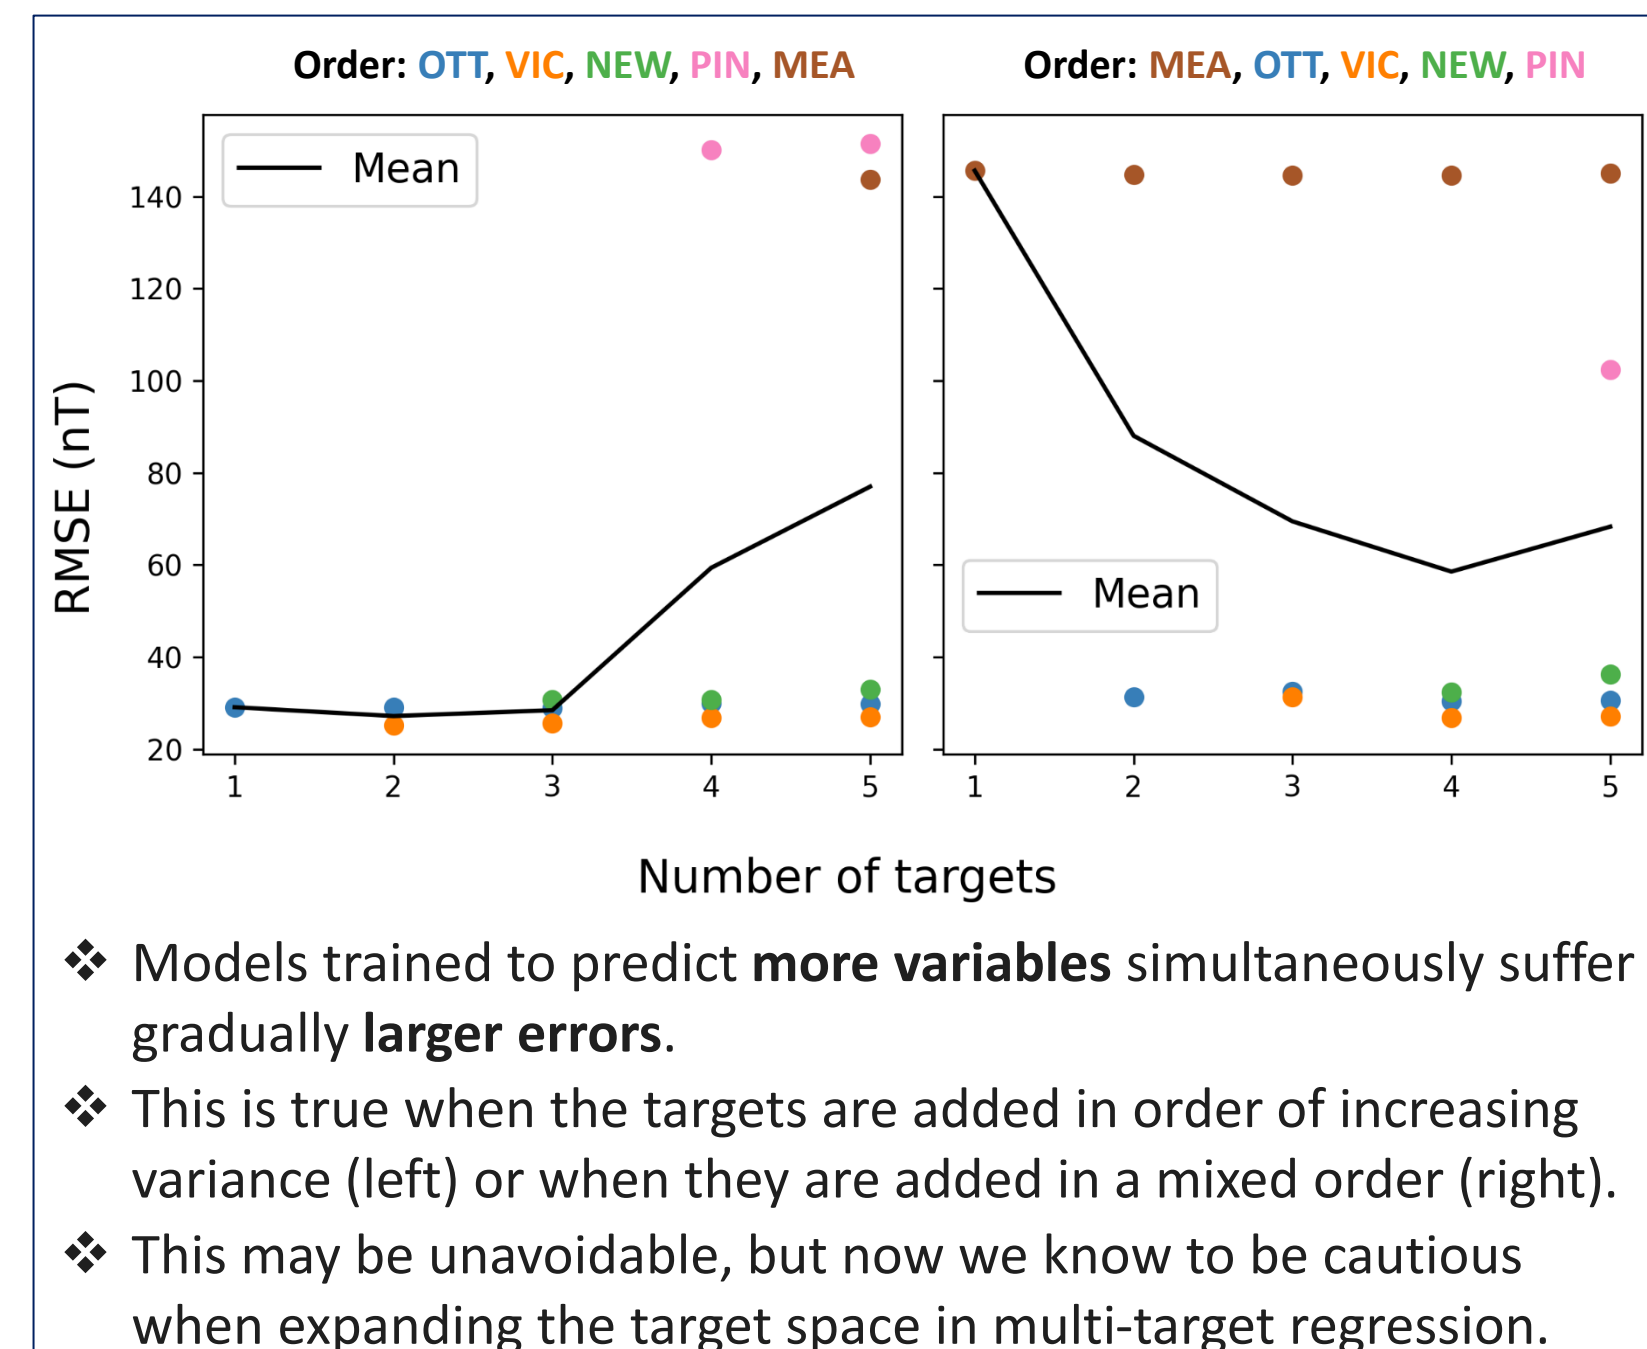 Order: OTT, VIC, NEW, PIN, MEA
Order: MEA, OTT, VIC, NEW, PIN
Mean
140
120
100
80
60
40
20
RMSE (nT)
1 2 3 4 5
Mean
1 2 3 4 5
Number of targets
❖ Models trained to predict more variables simultaneously suffer
gradually larger errors.
❖ This is true when the targets are added in order of increasing
variance (left) or when they are added in a mixed order (right).
❖ This may be unavoidable, but now we know to be cautious
when expanding the target space in multi-target regression.